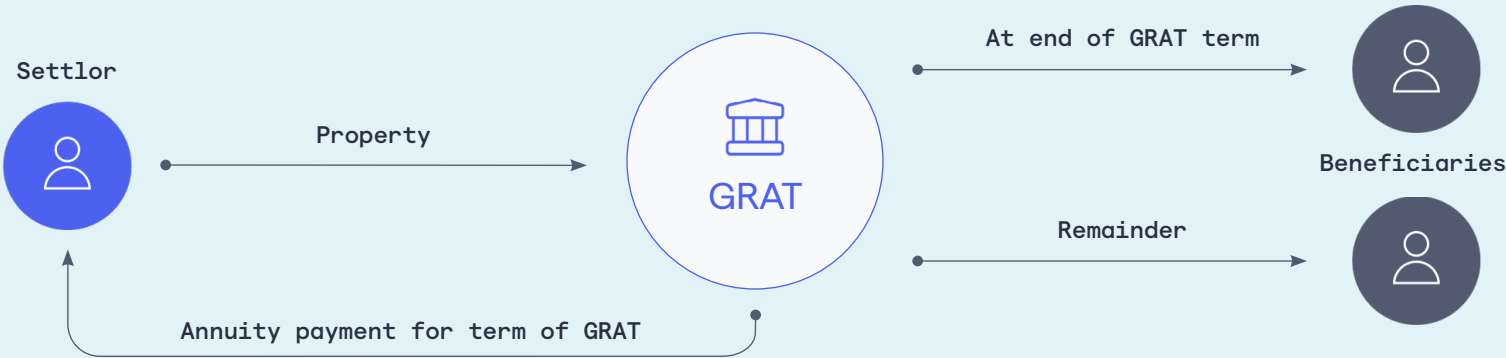 At end of GRAT term
Settlor
Property
Beneficiaries
GRAT
Remainder
Annuity payment for term of GRAT